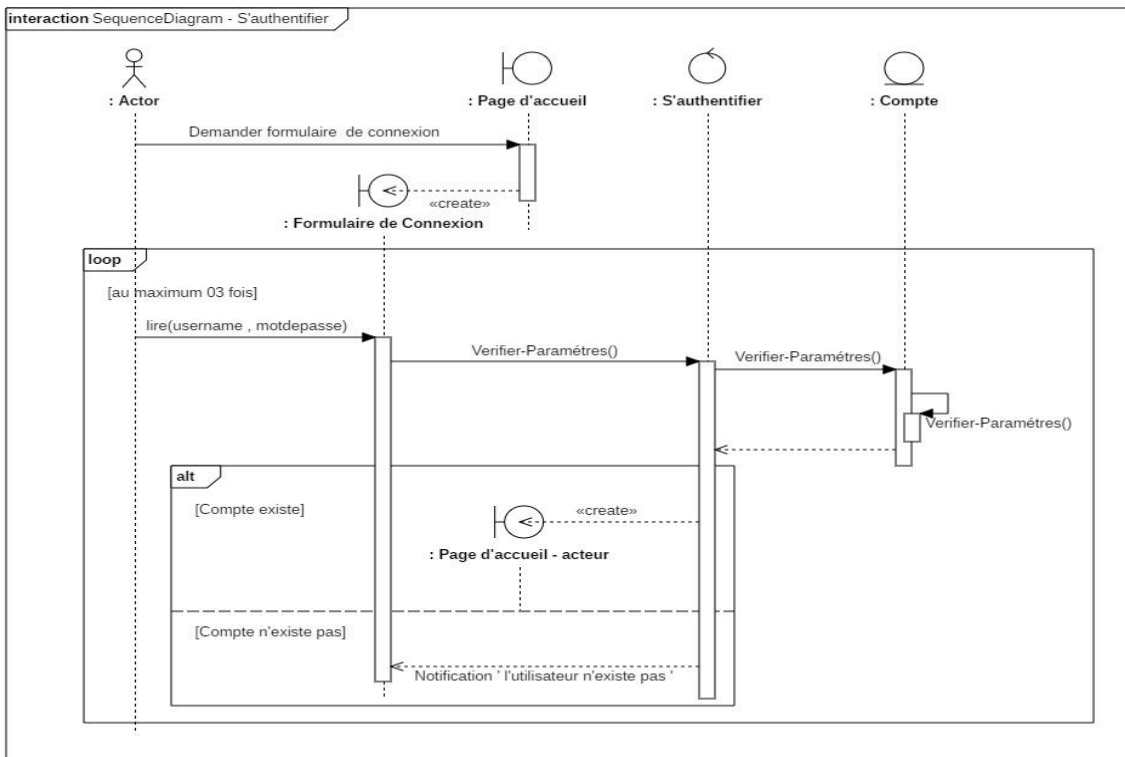 interaction SequenceDiagram - S'authentifier
: Actor
: Page d'accueil
: S'authentifier
: Compte
Demander formulaire de connexion
«create»
: Formulaire de Connexion
loop
[au maximum 03 fois]
lire(username , motdepasse)
Verifier-Paramétres()
Verifier-Paramétres()
Verifier-Paramétres()
alt
[Compte existe]
«create»
: Page d'accueil - acteur
[Compte n'existe pas]
Notification ' l'utilisateur n'existe pas '